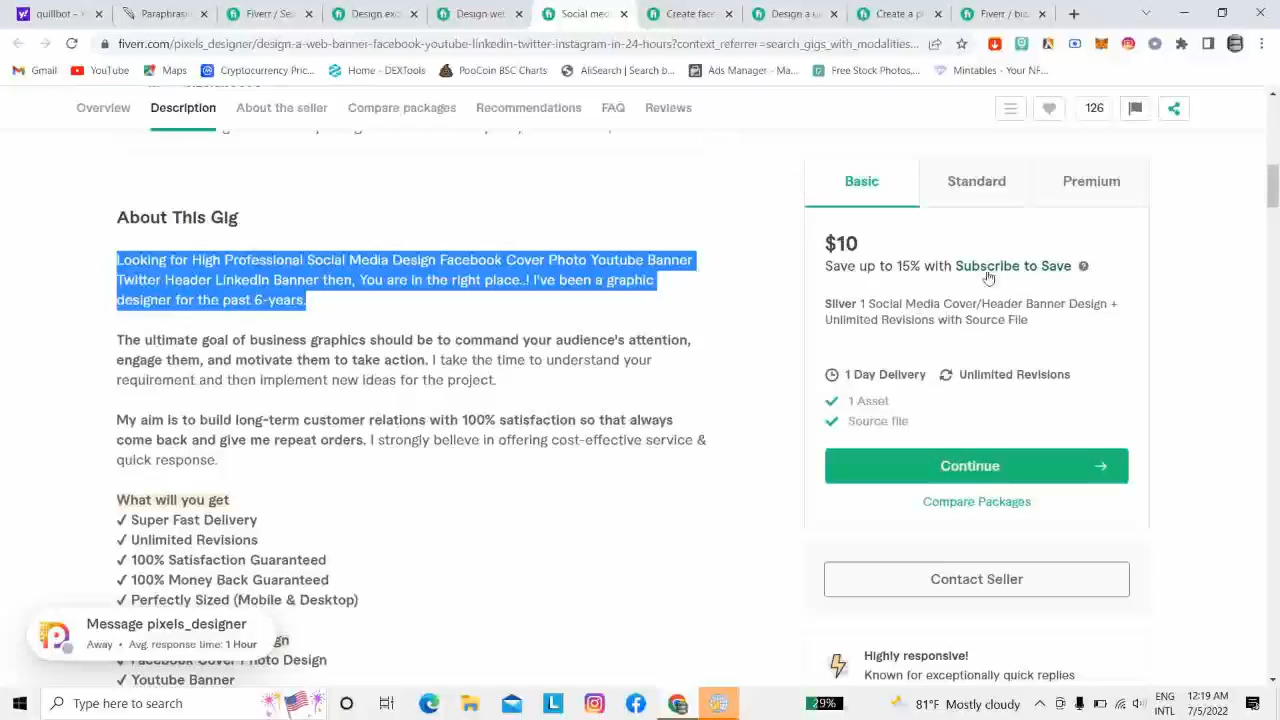 quillbot -
Paraphras
Fiverr / Gig
Design exc
Design wet
Social me
Create face
Design a u
Create a p
Fiverr / bi
fiverr.com/pixels_designer/design-a-web-banner-facebook-youtube-linkedin-twitter-instagram-in-24-hours?context_referrer=search_gigs_with_modalities...
Gmail
YouTube
Maps
Cryptocurrency Pric...
Home - DEXTools
PooCoin BSC Charts
AliSearch | Search b...
Ads Manager - Ma...
Free Stock Photos,...
Mintables - Your NF...
Overview
Description
About the seller
Compare packages
Recommendations
FAQ
Reviews
126
About This Gig
Looking for High Professional Social Media Design Facebook Cover Photo Youtube Banner
Twitter Header LinkedIn Banner then, You are in the right place..! I've been a graphic
designer for the past 6-years.
The ultimate goal of business graphics should be to command your audience's attention,
engage them, and motivate them to take action. I take the time to understand your
requirement and then implement new ideas for the project.
My aim is to build long-term customer relations with 100% satisfaction so that always
come back and give me repeat orders. I strongly believe in offering cost-effective service &
quick response.
What will you get
✓ Super Fast Delivery
✓ Unlimited Revisions
✓ 100% Satisfaction Guaranteed
✓ 100% Money Back Guaranteed
✓ Perfectly Sized (Mobile & Desktop)
Facebook Cover Photo Design
✓ Youtube Banner
Message pixels_designer
Away • Avg. response time: 1 Hour
Basic
Standard
Premium
$10
Save up to 15% with Subscribe to Save
Silver 1 Social Media Cover/Header Banner Design +
Unlimited Revisions with Source File
1 Day Delivery
Unlimited Revisions
1 Asset
Source file
Continue
Compare Packages
Contact Seller
Highly responsive!
Known for exceptionally quick replies
Type here to search
29%
81°F Mostly cloudy
ENG
INTL
12:19 AM
7/5/2022